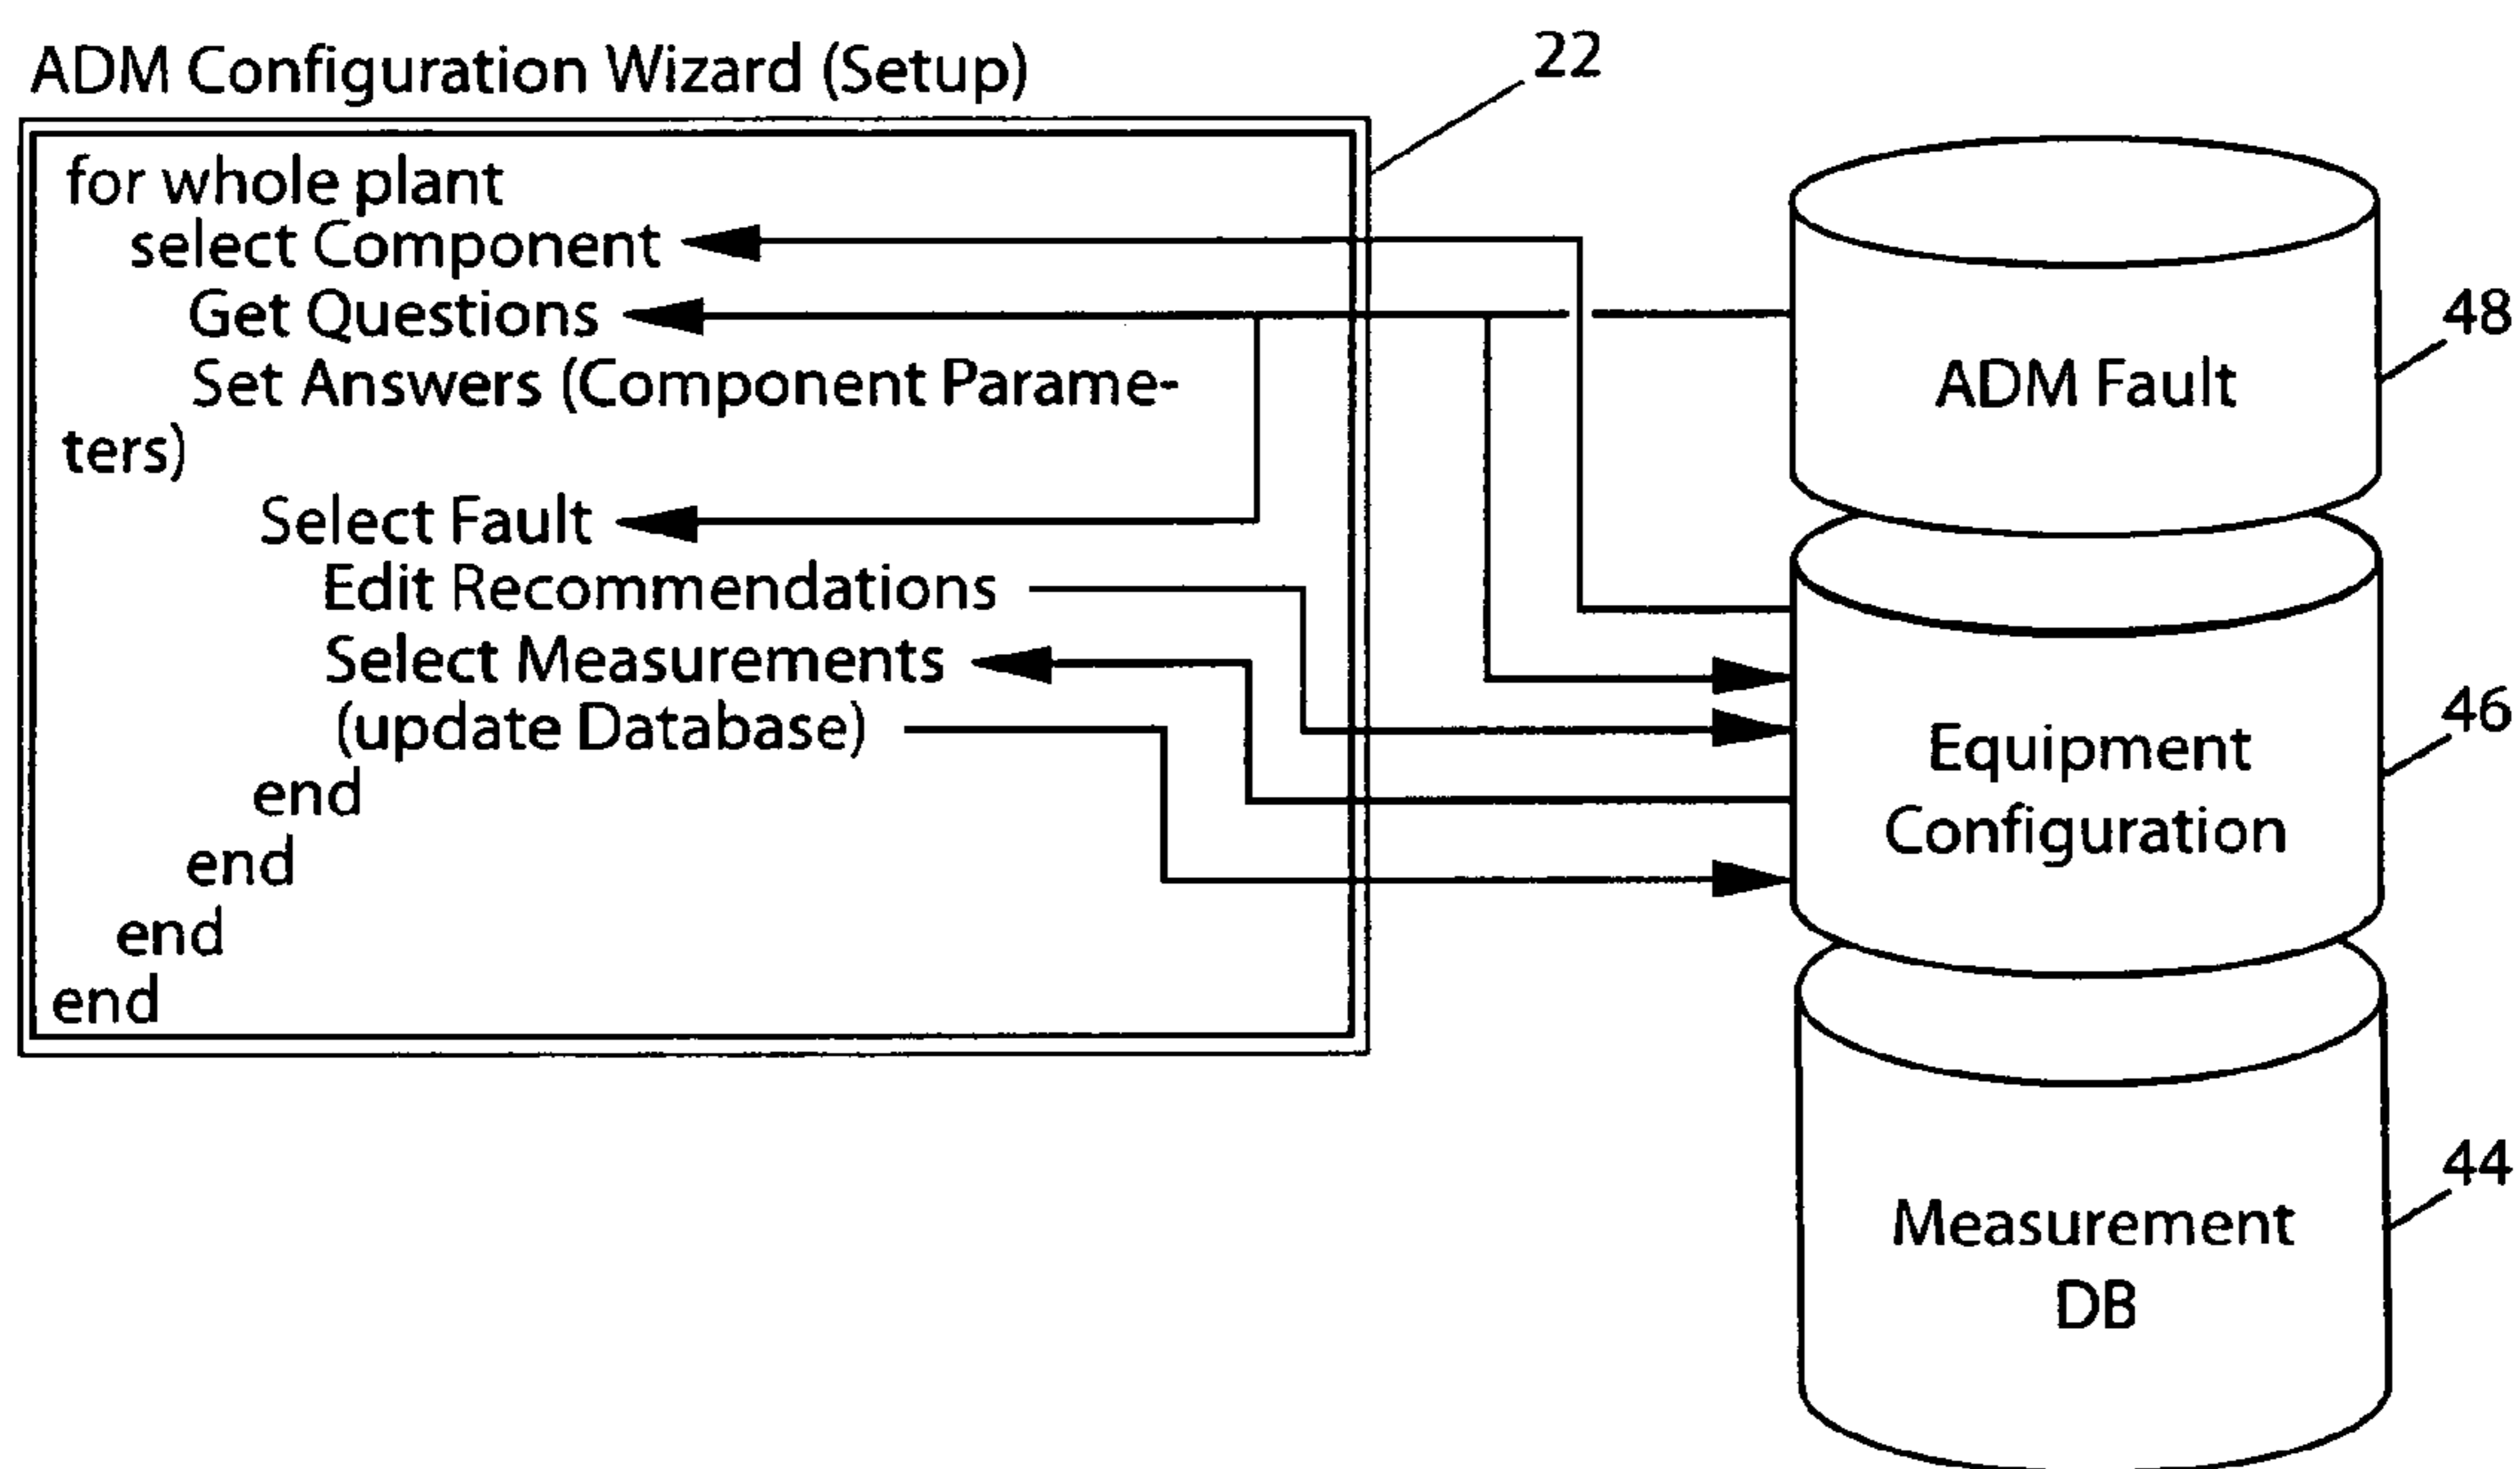 ADM Configuration Wizard (Setup)
22
for whole plant
select Component
Get Questions
Set Answers (Component Parame-
ters)
Select Fault
Edit Recommendations
Select Measurements
(update Database)
end
end
end
end
48
ADM Fault
46
Equipment
Configuration
44
Measurement
DB